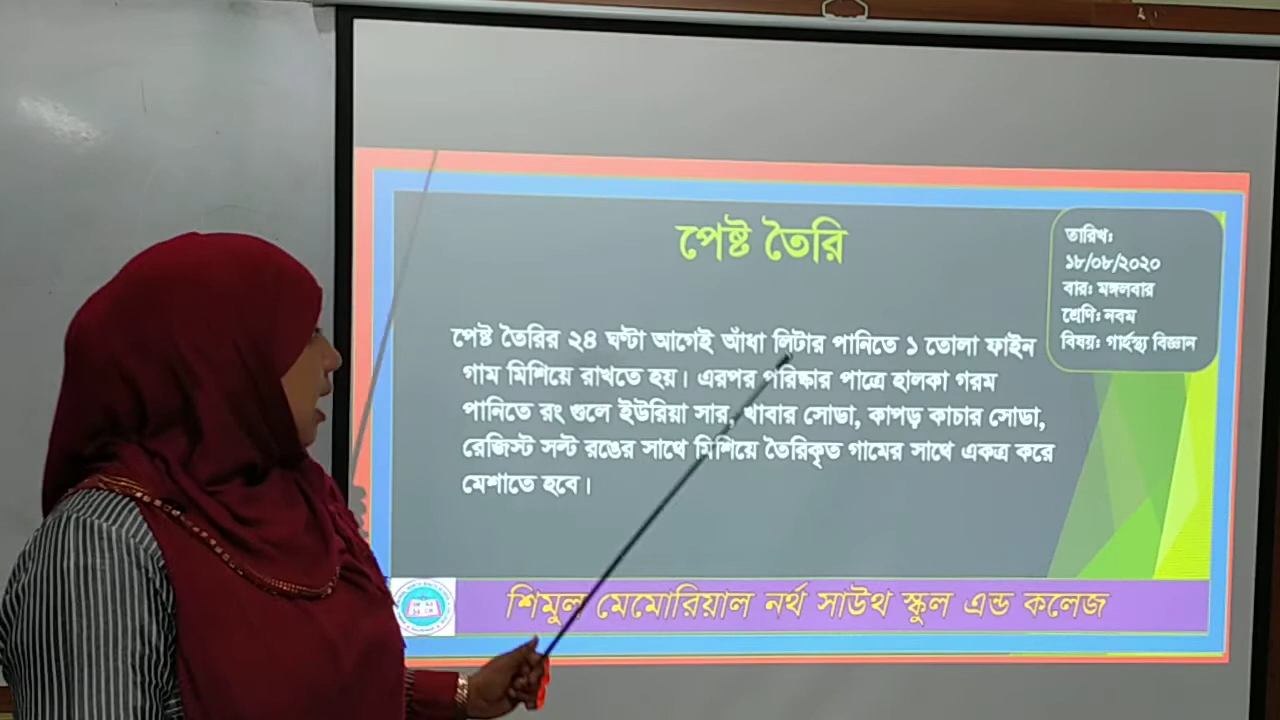 পেষ্ট তৈরি
তারিখঃ
১৮/০৮/২০২০
বারঃ মঙ্গলবার
শ্রেণিঃ নবম
বিষয়ঃ গার্হস্থ্য বিজ্ঞান
পেষ্ট তৈরির ২৪ ঘণ্টা আগেই আঁধা লিটার পানিতে ১ তোলা ফাইন
গাম মিশিয়ে রাখতে হয়। এরপর পরিষ্কার পাত্রে হালকা গরম
পানিতে রং গুলে ইউরিয়া সার, খাবার সোডা, কাপড় কাচার সোডা,
রেজিস্ট সল্ট রঙের সাথে মিশিয়ে তৈরিকৃত গামের সাথে একত্র করে
মেশাতে হবে।
শিমুল মেমোরিয়াল নর্থ সাউথ স্কুল এন্ড কলেজ